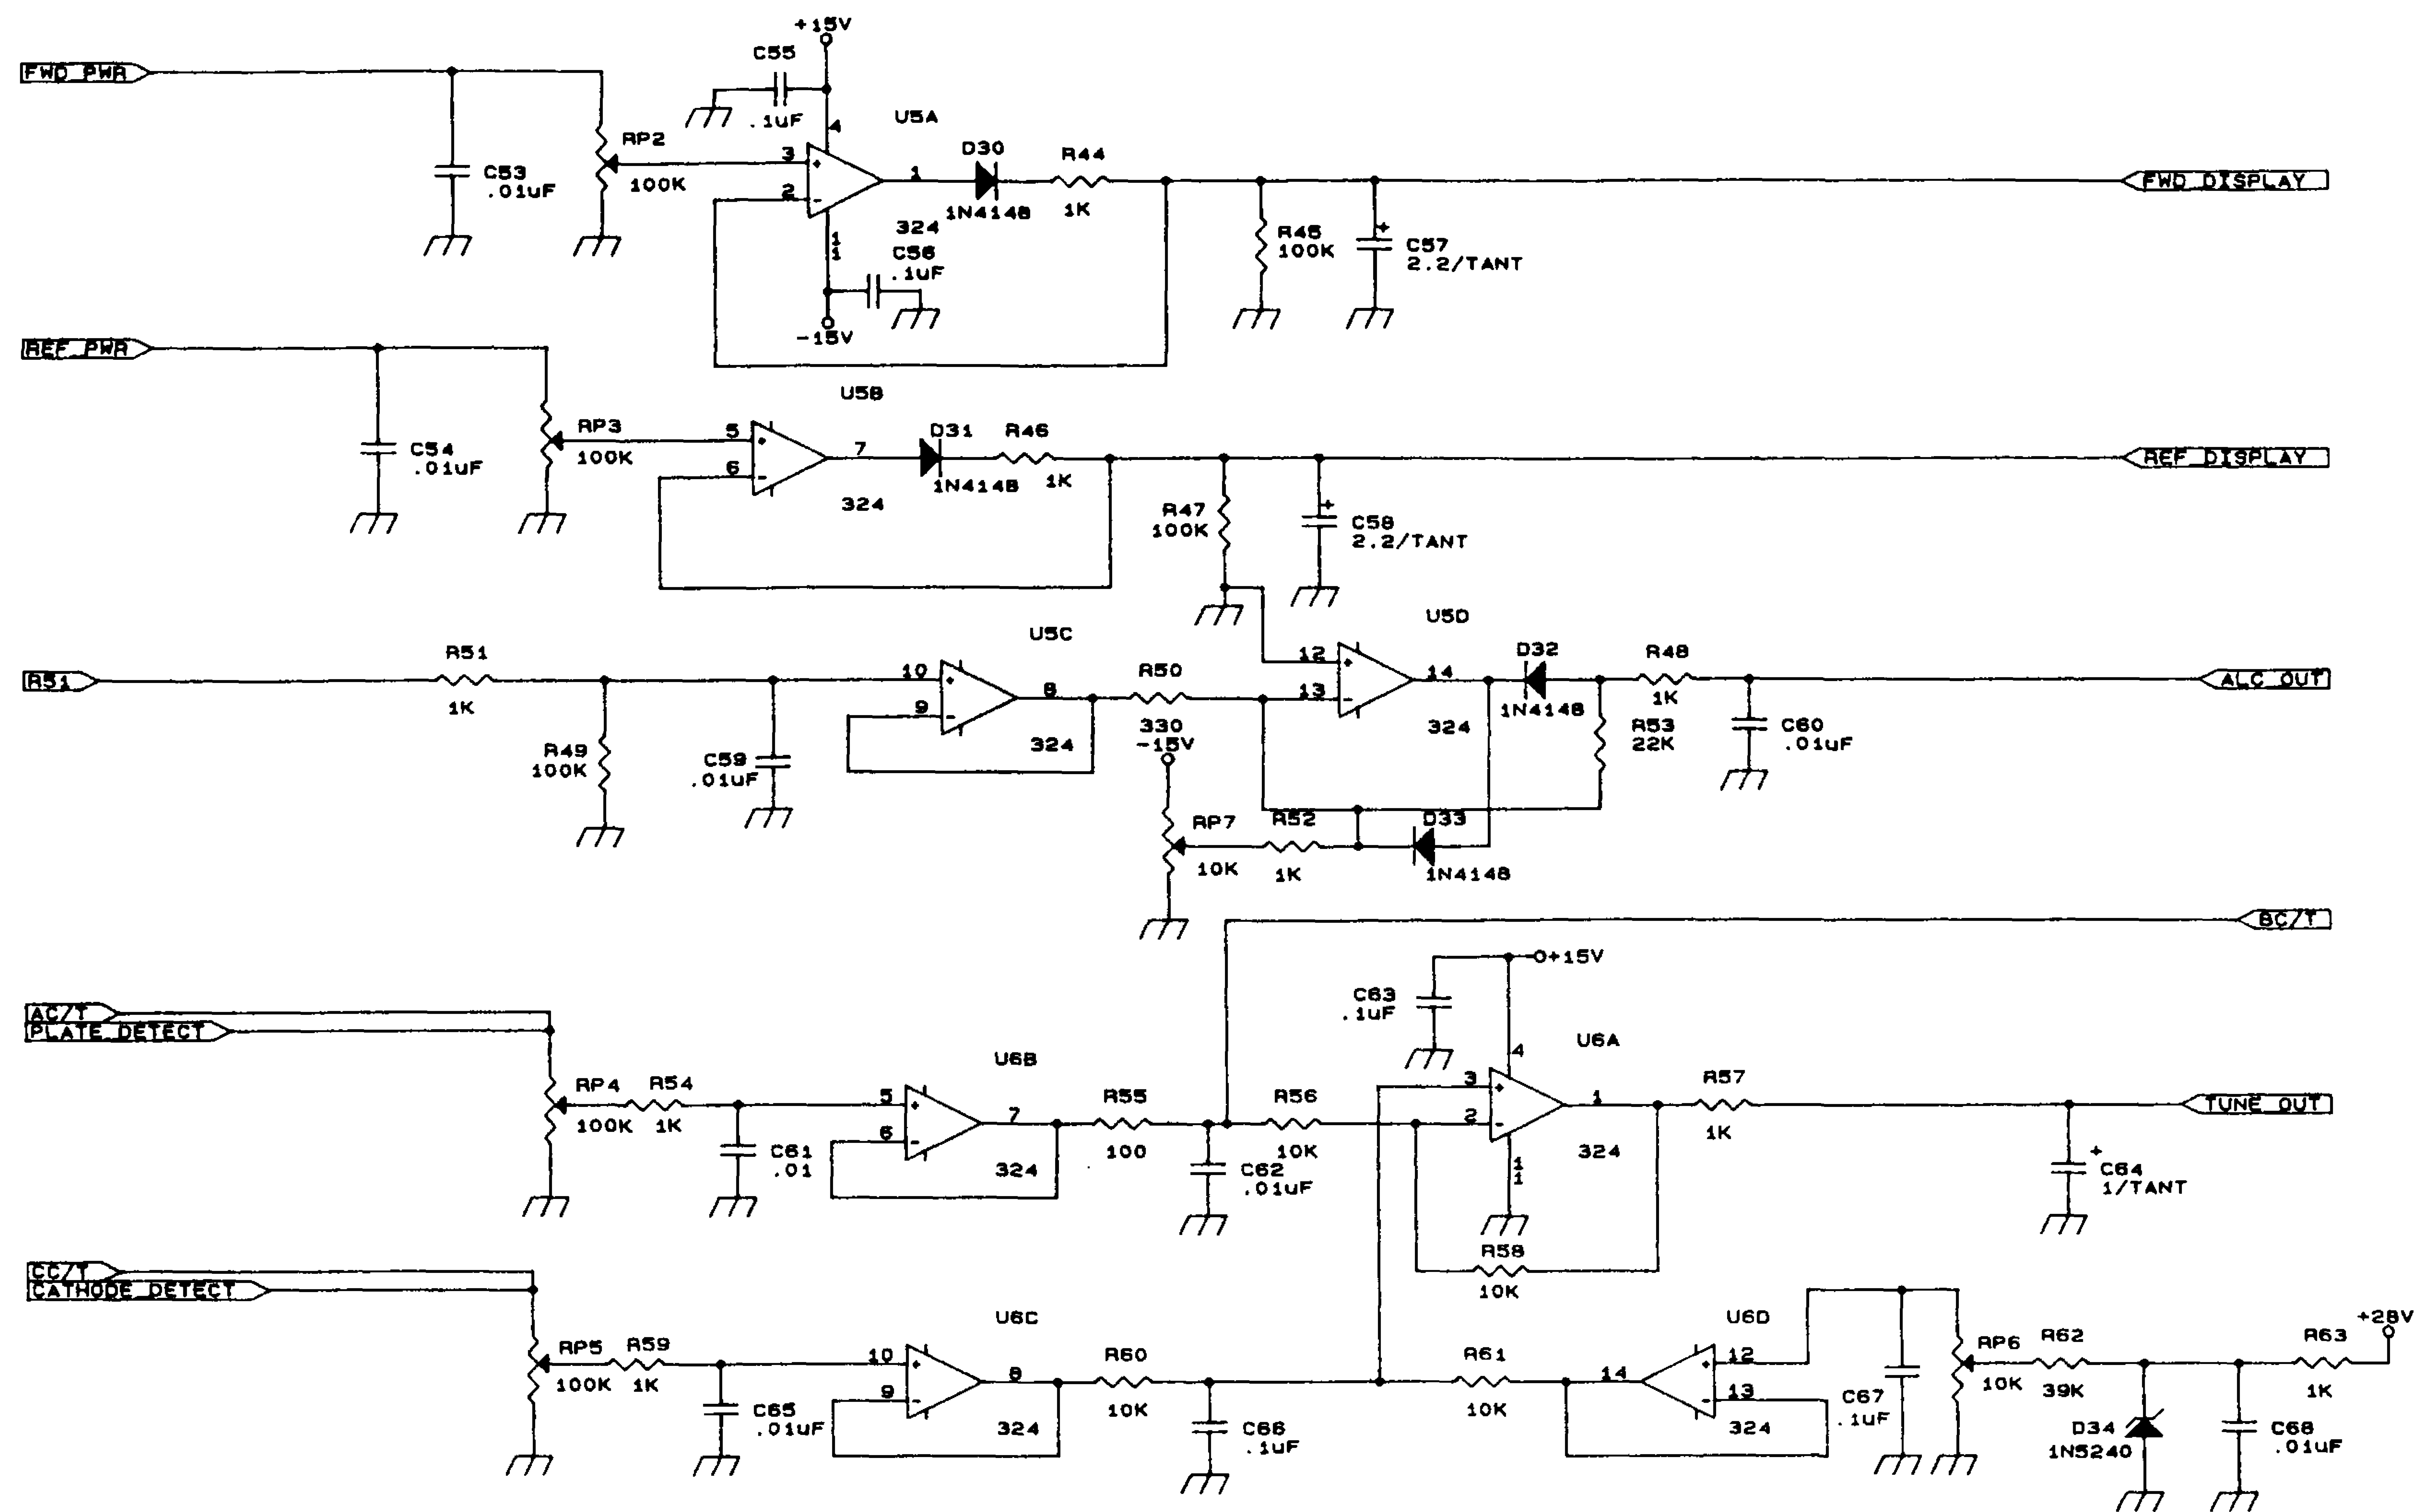 +15V
C55
FWD_PWR
.1uF
U5A
4
RP2
3
D30
R44
C53
.01uF
100K
1
FWD_DISPLAY
2
1N4148
1K
324
11
C56
.1uF
R45
100K
C57
2.2/TANT
+
-15V
REF_PWR
U5B
RP3
5
D31
R46
C54
.01uF
100K
7
REF_DISPLAY
6
1N4148
1K
324
R47
100K
+
C58
2.2/TANT
U5D
U5C
R51
R51
1K
10
R50
12
D32
R48
14
ALC_OUT
8
13
9
330
1N4148
1K
-15V
324
324
R49
100K
C59
.01uF
R53
22K
C60
.01uF
RP7
R52
D33
10K
1K
1N4148
BC/T
+15V
C63
.1uF
AC/T
PLATE_DETECT
U6A
U6B
4
RP4
R54
5
R55
R56
3
R57
7
1
TUNE_OUT
100K
1K
6
100
10K
2
1K
C61
.01
324
C62
.01uF
324
11
+
C64
1/TANT
R58
10K
CC/T
CATHODE_DETECT
U6C
U6D
+28V
RP5
R59
10
R60
R61
12
RP6
R62
R63
8
14
100K
1K
9
10K
10K
13
10K
39K
1K
C65
.01uF
324
C66
.1uF
324
C67
.1uF
D34
1N5240
C68
.01uF